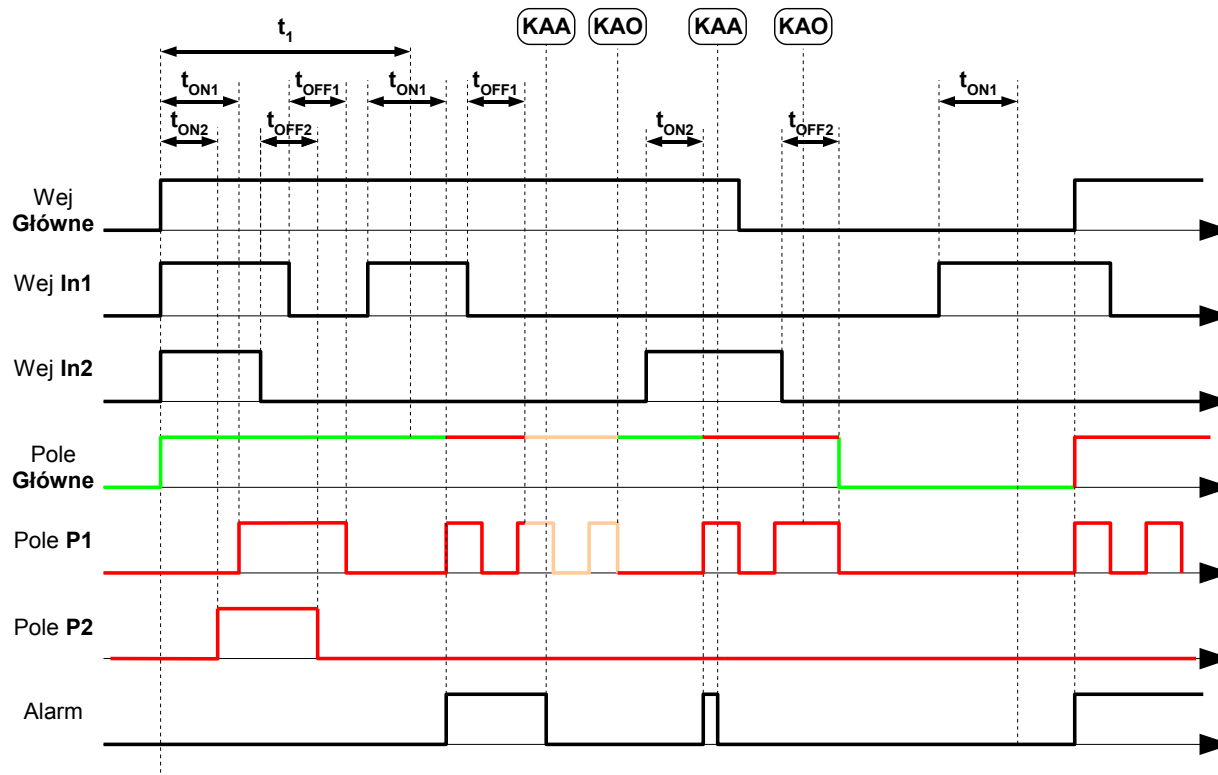 KAA KAO KAA KAO
t1
tON1 tOFF1 tON1 tOFF1 tON1
tON2 tOFF2 tON2 tOFF2
Wej
Główne
Wej In1
Wej In2
Pole
Główne
Pole P1
Pole P2
Alarm